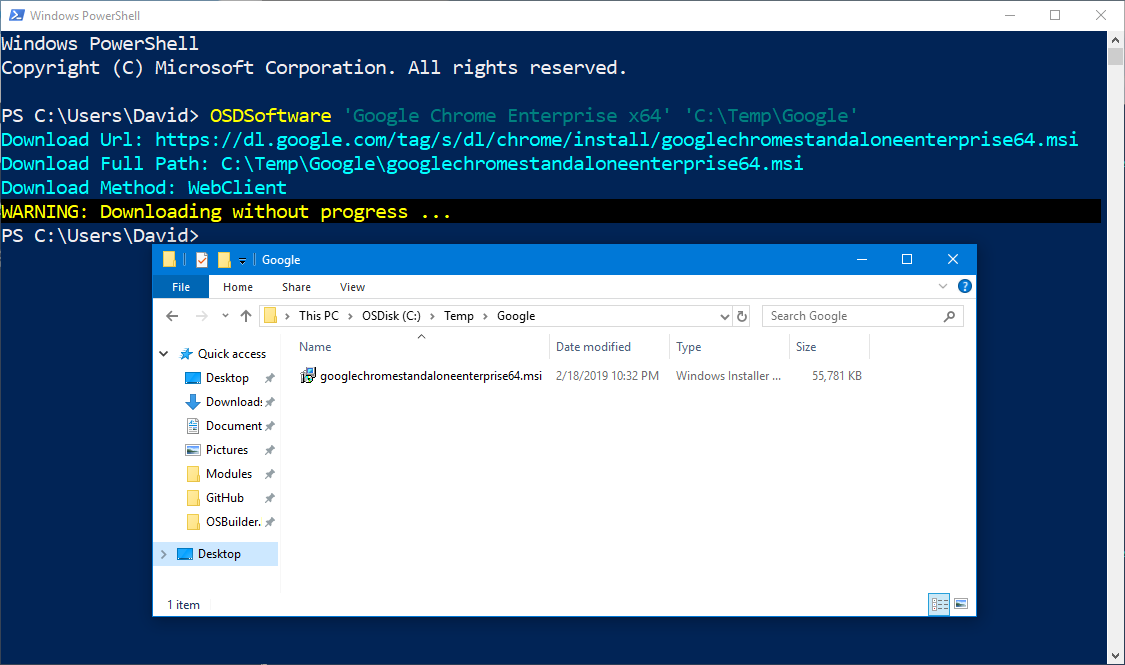 Windows PowerShell
Windows PowerShell
Copyright (C) Microsoft Corporation. All rights reserved.
PS C:\Users\David> OSDSoftware 'Google Chrome Enterprise x64' 'C:\Temp\Google'
Download Url: https://dl.google.com/tag/s/dl/chrome/install/googlechromestandaloneenterprise64.msi
Download Full Path: C:\Temp\Google\googlechromestandaloneenterprise64.msi
Download Method: WebClient
WARNING: Downloading without progress ...
PS C:\Users\David>
Google
File Home Share View
This PC OSDisk (C:) Temp Google Search Google
Name Date modified Type Size
googlechromestandaloneenterprise64.msi 2/18/2019 10:32 PM Windows Installer ... 55,781 KB
Quick access
Desktop
Download:
Document
Pictures
Modules
GitHub
OSBuilder.
Desktop
1 item